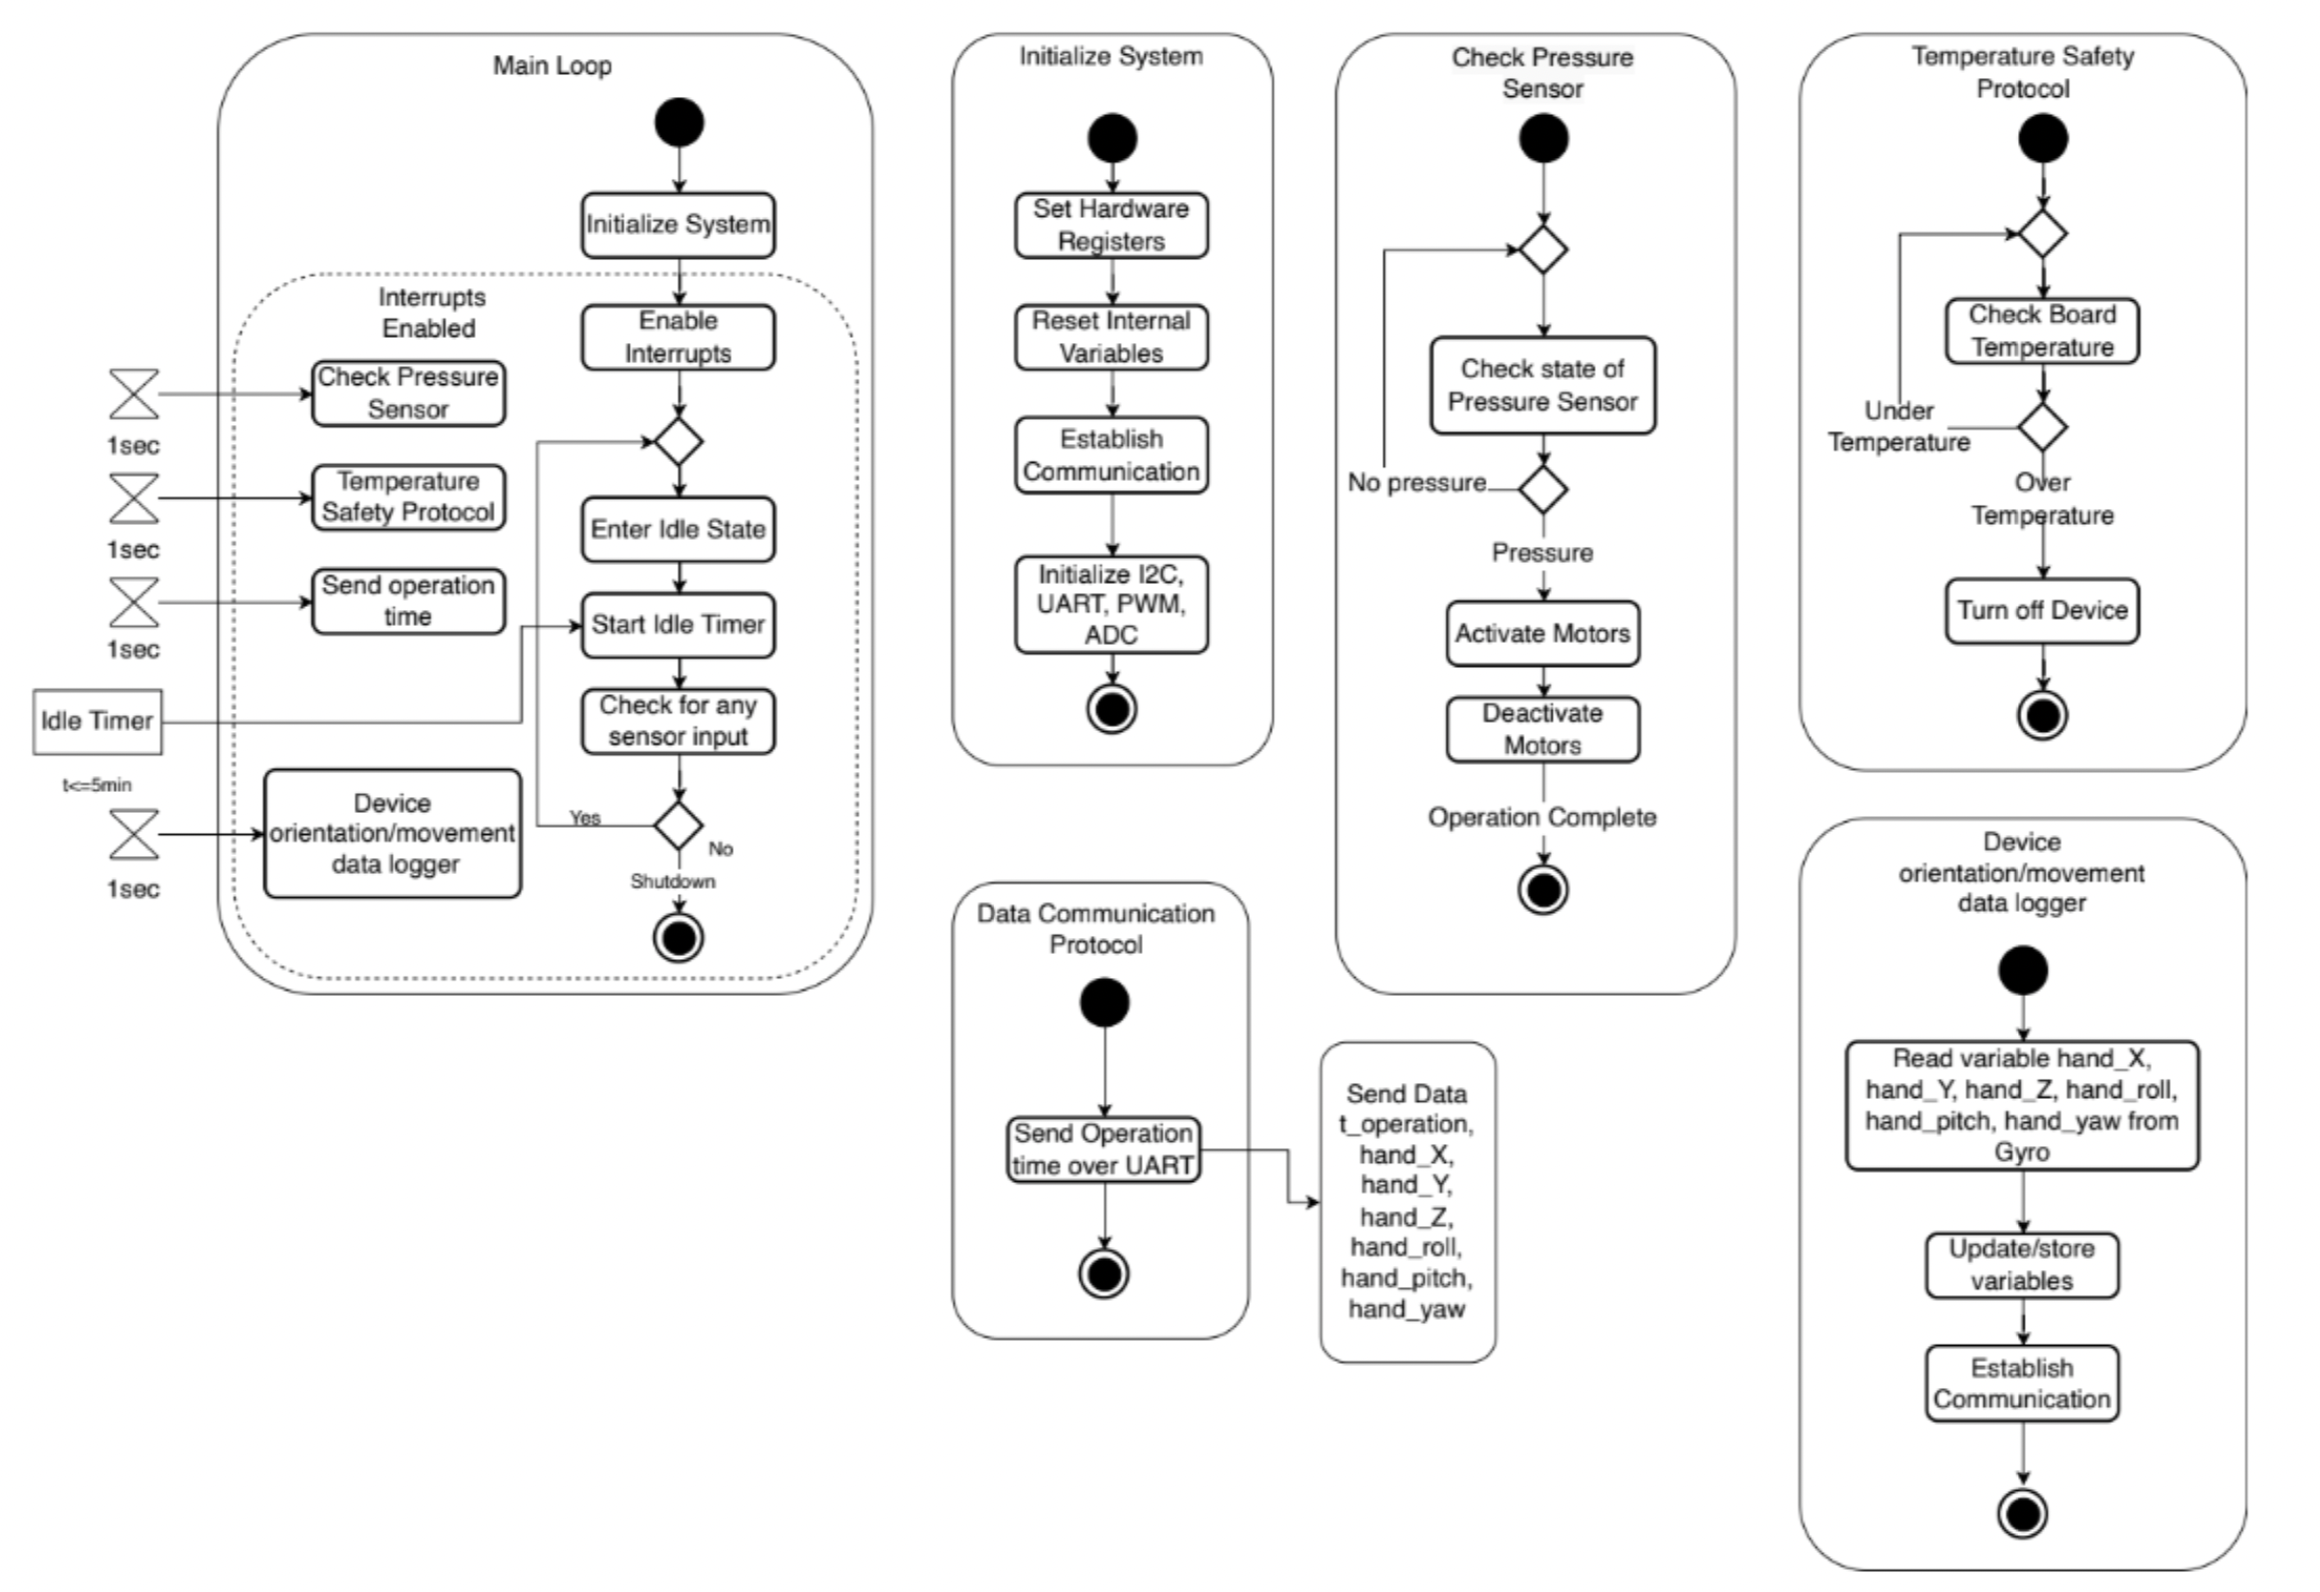 Main Loop
Initialize System
Interrupts
Enabled
Enable
Interrupts
Check Pressure
Sensor
1sec
Temperature
Safety Protocol
1sec
Enter Idle State
Send operation
time
1sec
Start Idle Timer
Idle Timer
t<=5min
Check for any
sensor input
Device
orientation/movement
data logger
1sec
Yes
No
Shutdown
Initialize System
Set Hardware
Registers
Reset Internal
Variables
Establish
Communication
Initialize I2C,
UART, PWM,
ADC
Check Pressure
Sensor
Check state of
Pressure Sensor
No pressure
Pressure
Activate Motors
Deactivate
Motors
Operation Complete
Temperature Safety
Protocol
Check Board
Temperature
Under
Temperature
Over
Temperature
Turn off Device
Data Communication
Protocol
Send Operation
time over UART
Send Data
t_operation,
hand_X,
hand_Y,
hand_Z,
hand_roll,
hand_pitch,
hand_yaw
Device
orientation/movement
data logger
Read variable hand_X,
hand_Y, hand_Z, hand_roll,
hand_pitch, hand_yaw from
Gyro
Update/store
variables
Establish
Communication